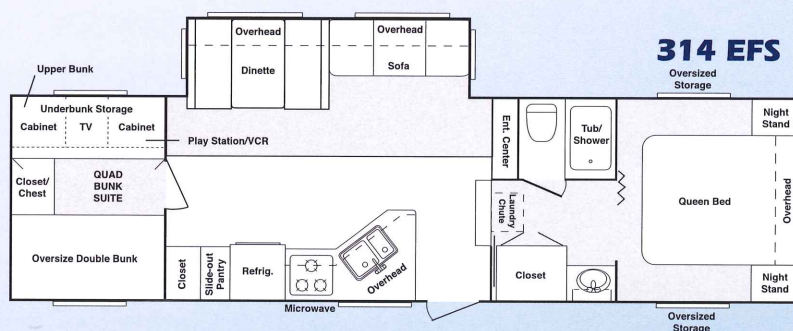 314 EFS
Upper Bunk
Underbunk Storage
Cabinet
TV
Cabinet
Play Station/VCR
Closet/
Chest
QUAD
BUNK
SUITE
Oversize Double Bunk
Overhead
Dinette
Overhead
Sofa
Closet
Slide-out
Pantry
Refrig.
Microwave
Overhead
Ent. Center
Tub/
Shower
Laundry
Chute
Closet
Oversized
Storage
Night
Stand
Queen Bed
Overhead
Night
Stand
Oversized
Storage